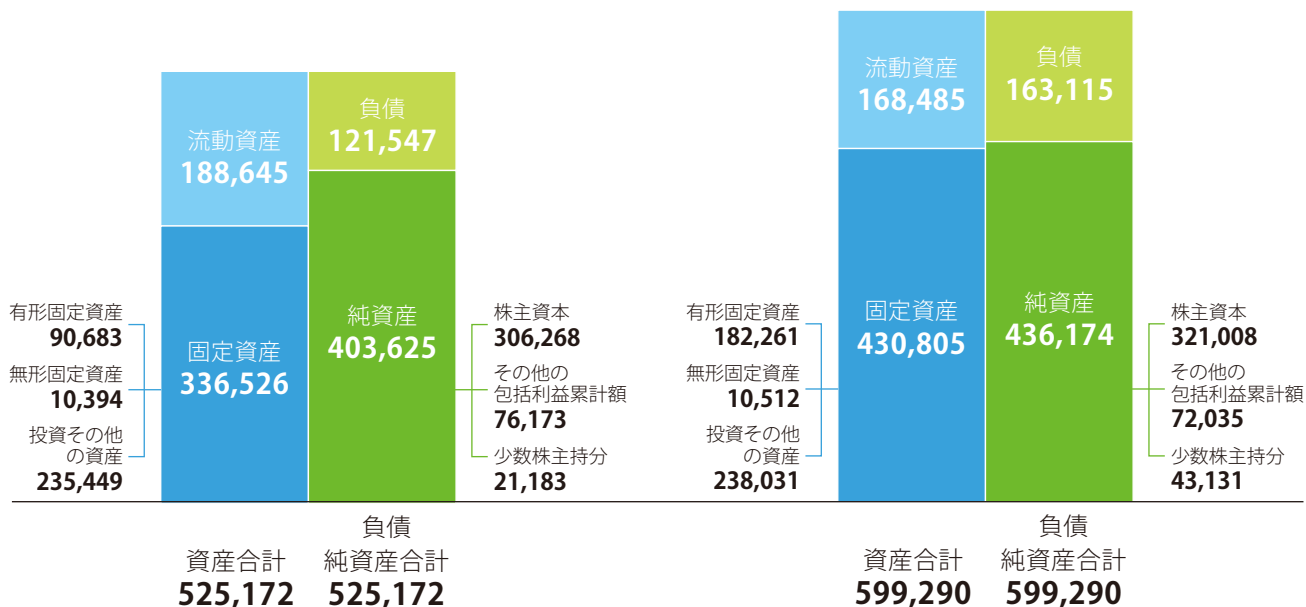 流動資産
188,645
負債
121,547
有形固定資産
90,683
無形固定資産
10,394
投資その他
の資産
235,449
固定資産
336,526
純資産
403,625
株主資本
306,268
その他の
包括利益累計額
76,173
少数株主持分
21,183
資産合計
525,172
負債
純資産合計
525,172
流動資産
168,485
負債
163,115
有形固定資産
182,261
無形固定資産
10,512
投資その他
の資産
238,031
固定資産
430,805
純資産
436,174
株主資本
321,008
その他の
包括利益累計額
72,035
少数株主持分
43,131
資産合計
599,290
負債
純資産合計
599,290